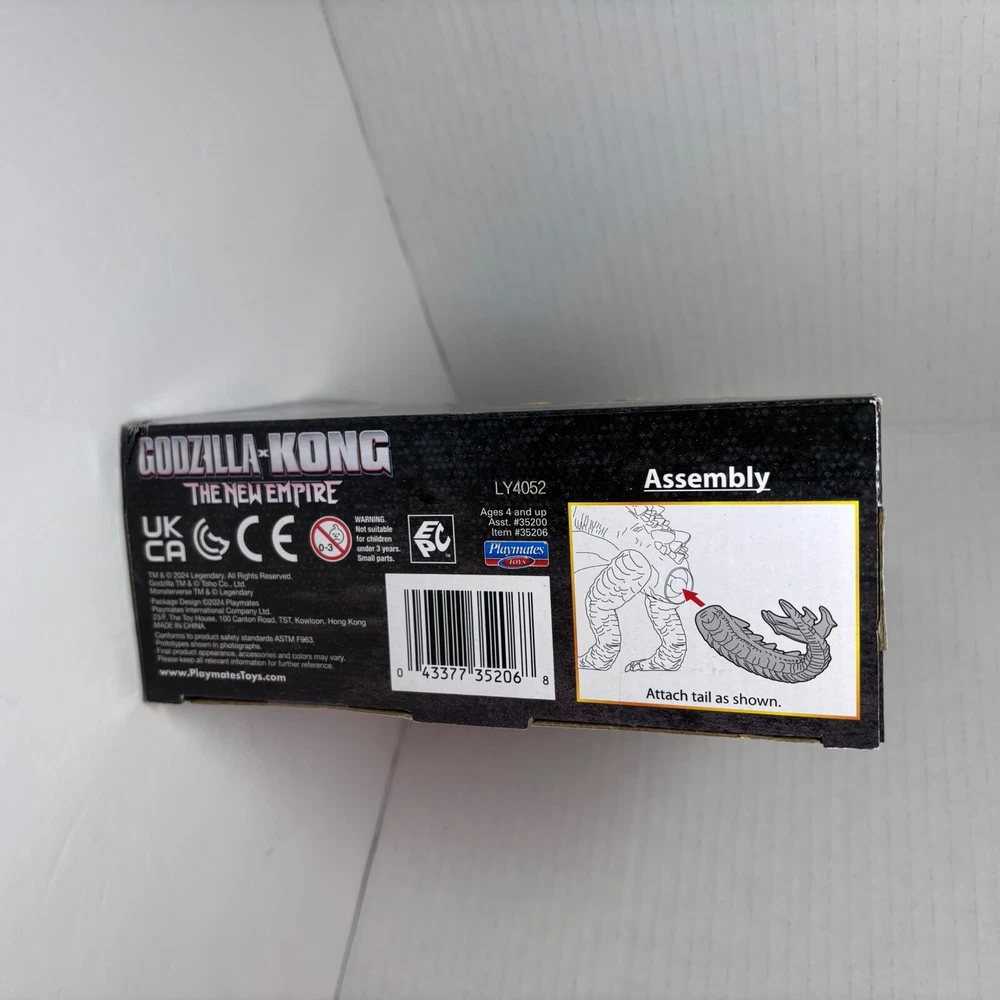 GODZILLA x KONG
THE NEW EMPIRE
UK
CA
CE
0-3
WARNING.
Not suitable
for children
under 3 years.
Small parts.
EPC
TM
LY4052
Ages 4 and up
Asst. #35200
Item #35206
Playmates
TOYS
TM & © 2024 Legendary. All Rights Reserved.
Godzilla TM & © Toho Co., Ltd.
Monsterverse TM & © Legendary
Package Design ©2024 Playmates
Playmates International Company Ltd.
23/F, The Toy House, 100 Canton Road, TST, Kowloon, Hong Kong
MADE IN CHINA.
Conforms to product safety standards ASTM F963.
Prototypes shown in photographs.
Final product appearance, accessories and colors may vary.
Please keep all relevant information for further reference.
www.PlaymatesToys.com
0 43377 35206 8
Assembly
Attach tail as shown.